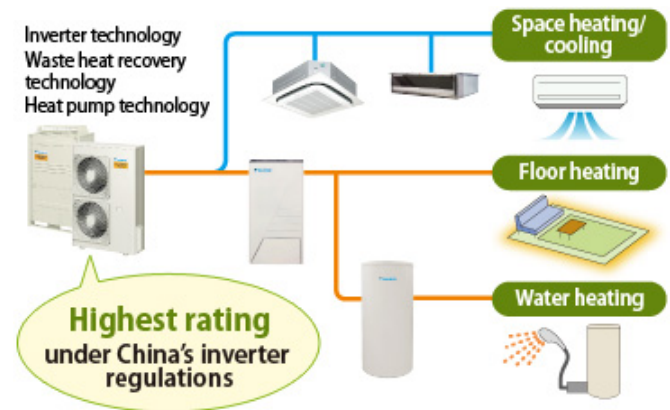 Inverter technology
Waste heat recovery
technology
Heat pump technology
Space heating/
cooling
Floor heating
Water heating
Highest rating
under China's inverter
regulations